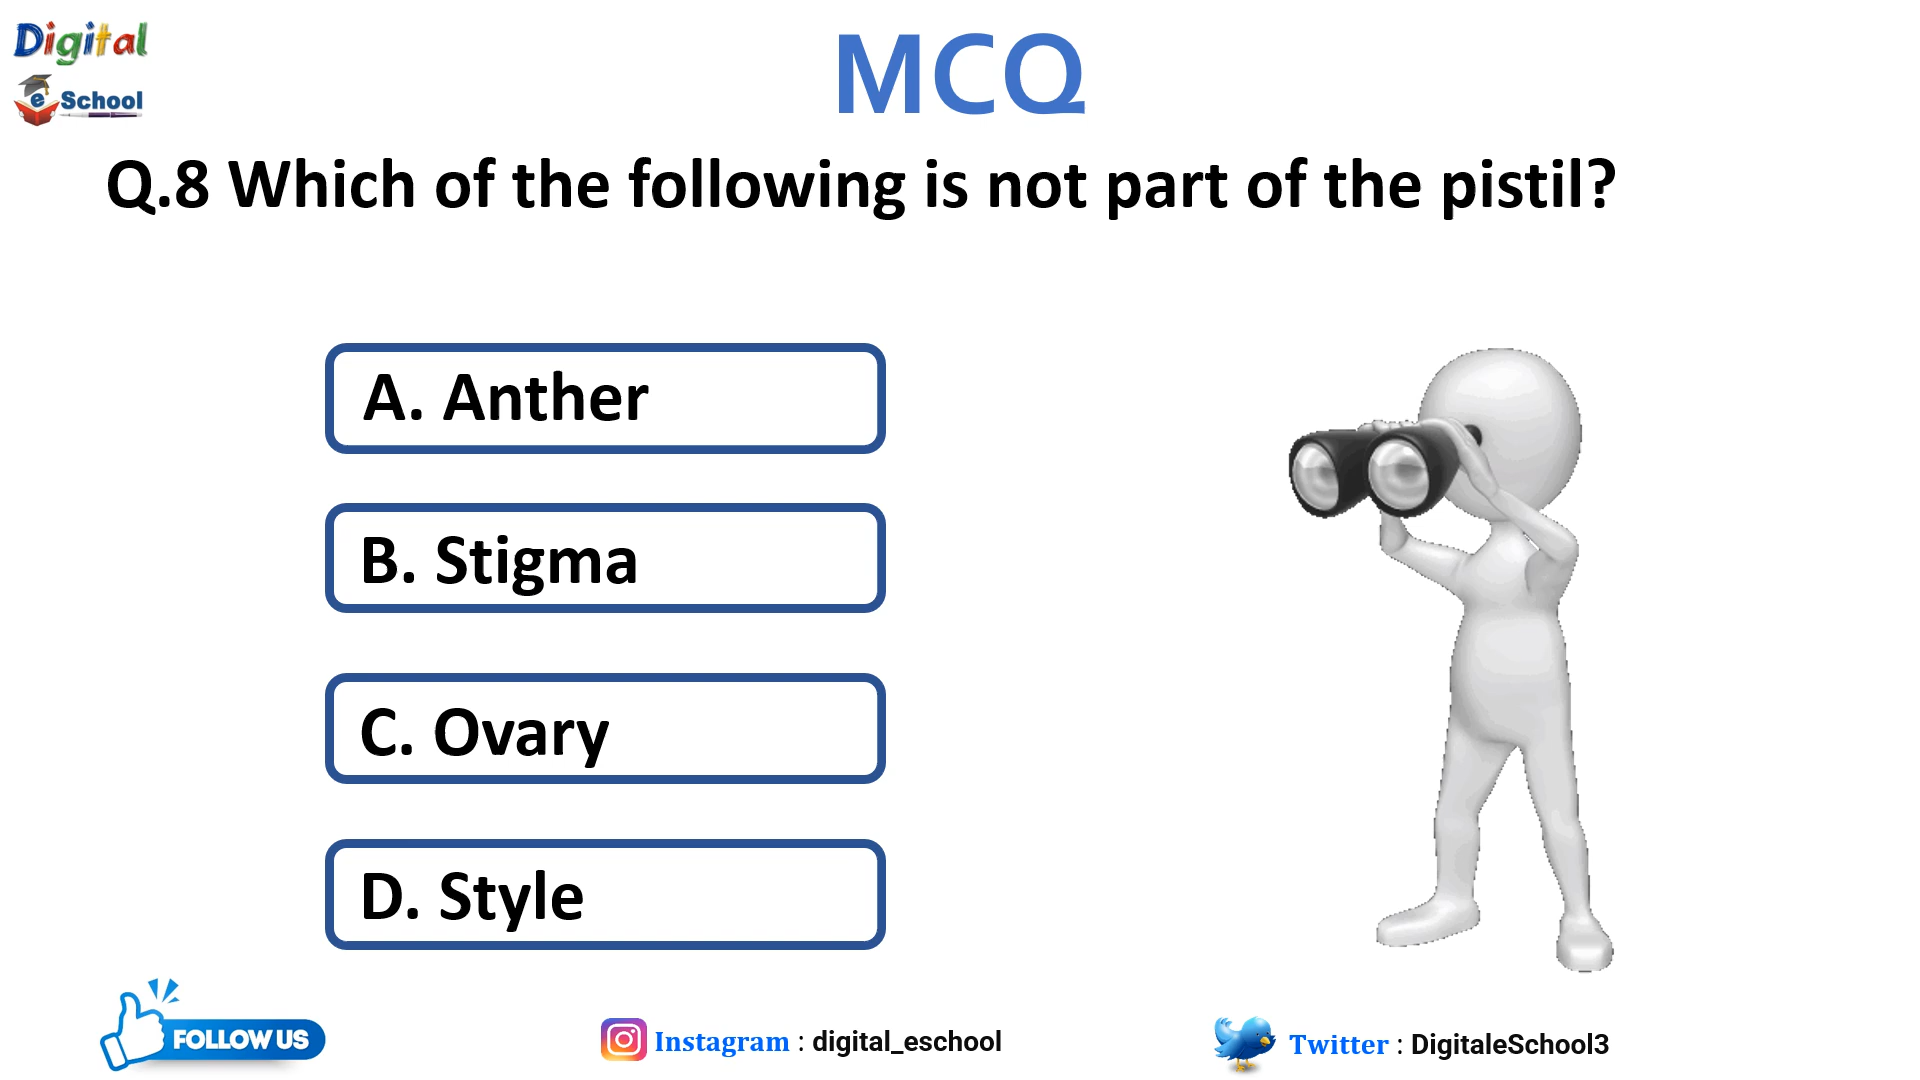 Digital
MCQ
e School
Q.8 Which of the following is not part of the pistil?
A. Anther
B. Stigma
C. Ovary
D. Style
FOLLOW US
Instagram : digital_eschool
Twitter : DigitaleSchool3